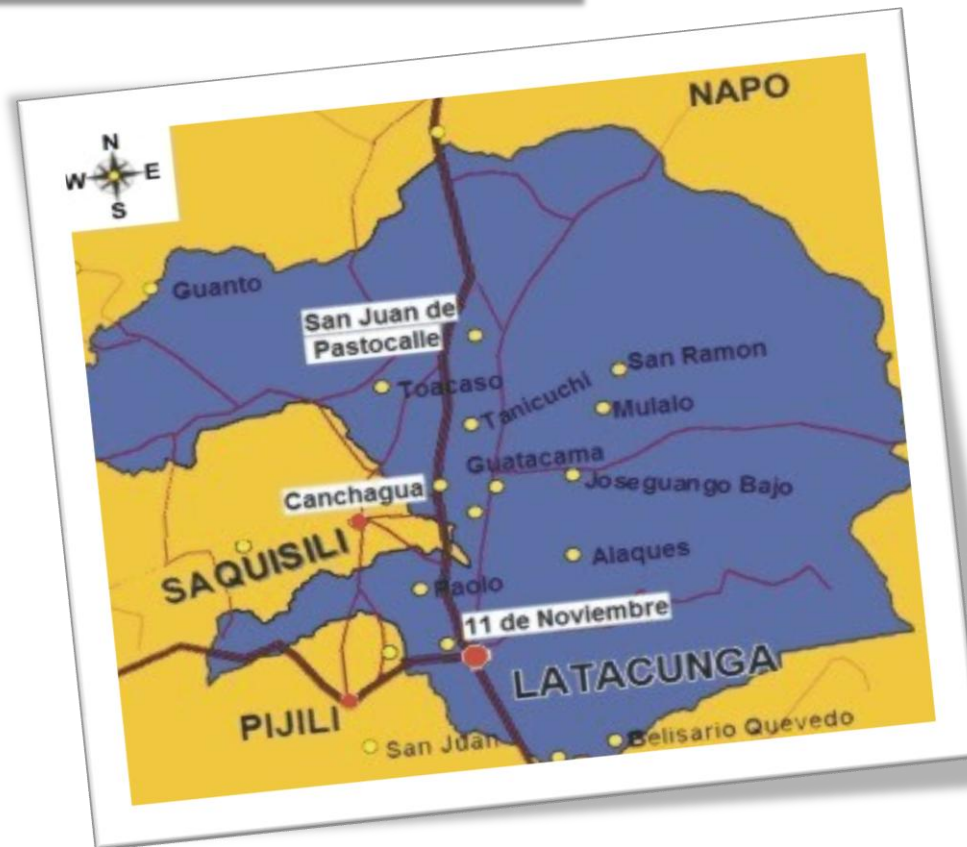 NAPO
N
W E
S
Guanto
San Juan de
Pastocalle
San Ramon
Toacaso
Tanicuchi
Mulalo
Guatacama
Canchagua
Joseguango Bajo
SAQUISILI
Alaques
Paolo
11 de Noviembre
LATACUNGA
PIJILI
San Juan
Belisario Quevedo